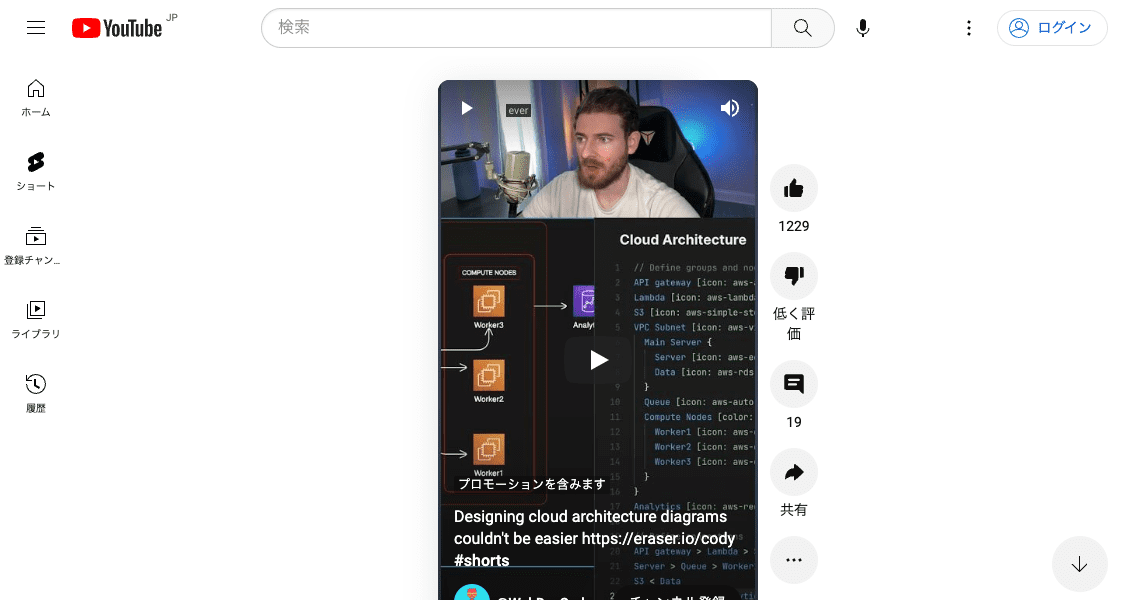 YouTube JP
検索
ログイン
ホーム
ショート
登録チャン...
ライブラリ
履歴
ever
COMPUTE NODES
Worker3
Worker2
Worker1
Cloud Architecture
1 // Define groups and
2 API gateway [icon: aws-
3 Lambda [icon: aws-lambd
4 S3 [icon: aws-simple-st
5 VPC Subnet [icon: aws-v
Main Server {
Server [icon: aws-
Data [icon: aws-rds
9 }
10 Queue [icon: aws-auto
11 Compute Nodes [color:
12 Worker1 [icon: aws-
13 Worker2 [icon: aws-
14 Worker3 [icon: aws-
15 }
16 }
17 Analytics [icon: aws-re
20 API gateway > Lambda >
21 Server > Queue > Worker
S3 < Data
プロモーションを含みます
Designing cloud architecture diagrams
couldn't be easier https://eraser.io/cody
#shorts
1229
低く評
価
19
共有